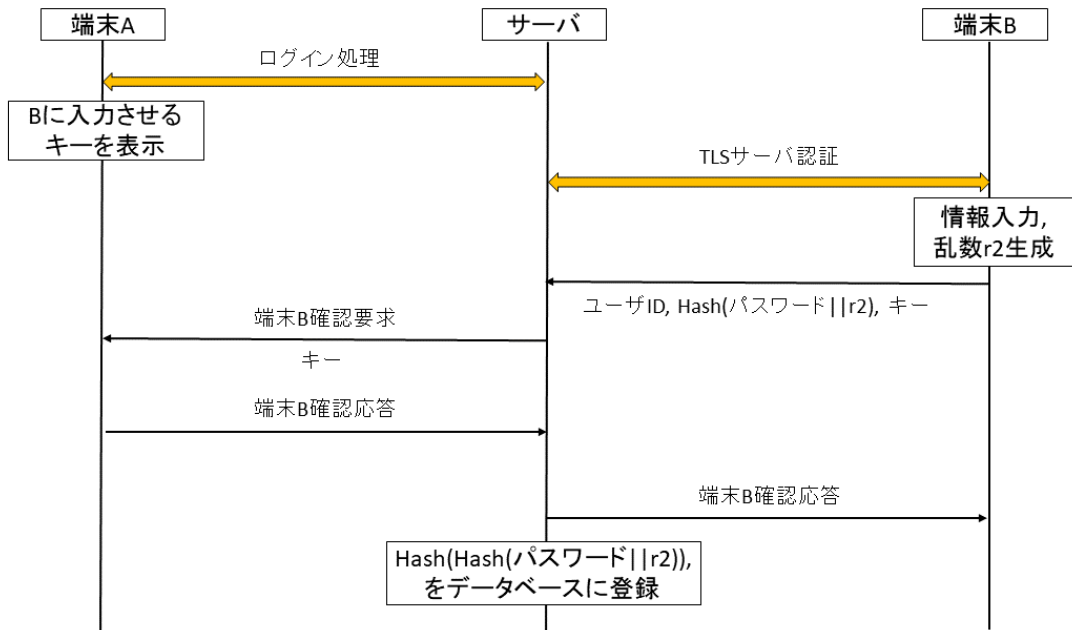 端末A
サーバ
端末B
ログイン処理
Bに入力させる
キーを表示
TLSサーバ認証
情報入力,
乱数r2生成
ユーザID, Hash(パスワード||r2), キー
端末B確認要求
キー
端末B確認応答
端末B確認応答
Hash(Hash(パスワード||r2)),
をデータベースに登録